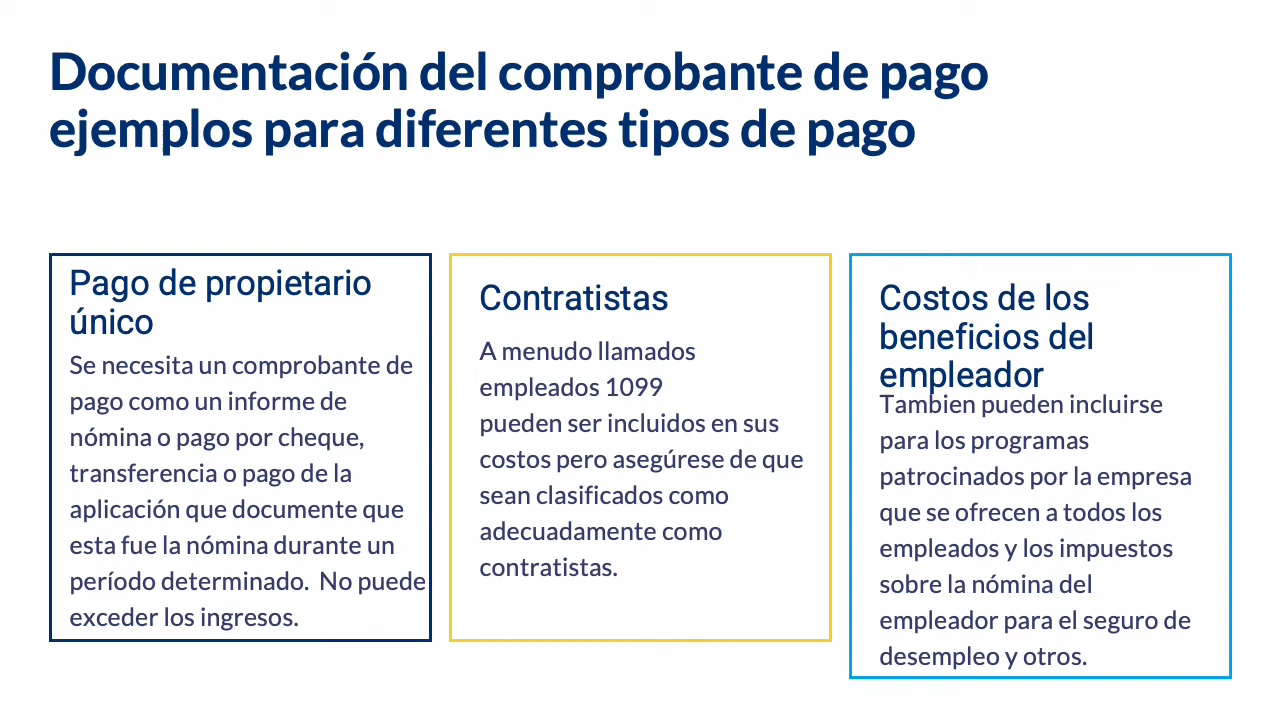 Documentación del comprobante de pago
ejemplos para diferentes tipos de pago
Pago de propietario
único
Se necesita un comprobante de
pago como un informe de
nómina o pago por cheque,
transferencia o pago de la
aplicación que documente que
esta fue la nómina durante un
período determinado.  No puede
exceder los ingresos.
Contratistas
A menudo llamados
empleados 1099
pueden ser incluidos en sus
costos pero asegúrese de que
sean clasificados como
adecuadamente como
contratistas.
Costos de los
beneficios del
empleador
Tambien pueden incluirse
para los programas
patrocinados por la empresa
que se ofrecen a todos los
empleados y los impuestos
sobre la nómina del
empleador para el seguro de
desempleo y otros.